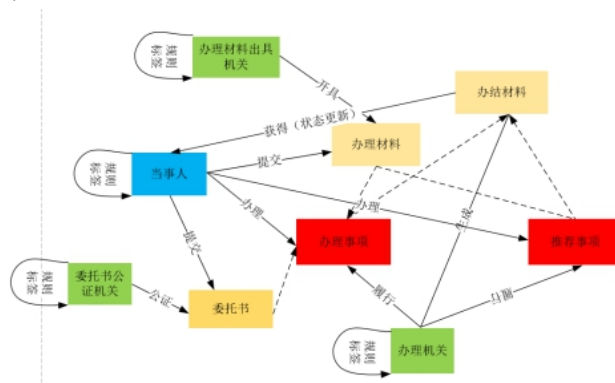 规则
标签
办理材料出具
机关
开具
办结材料
获得（状态更新）
办理材料
规则
标签
当事人
提交
办理
办理
生成
提交
办理事项
推荐事项
规则
标签
委托书公
证机关
公证
委托书
履行
履行
规则
标签
办理机关